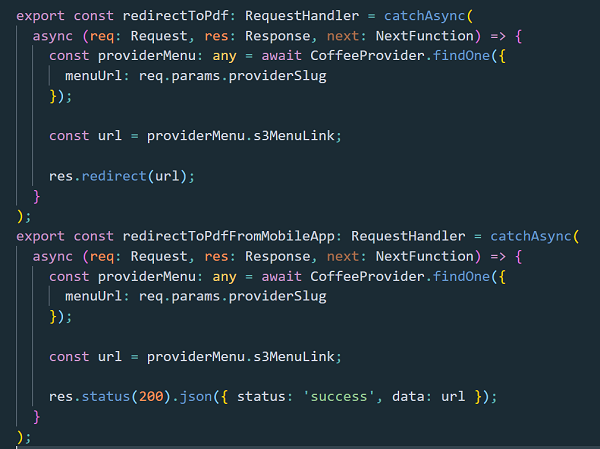 export const redirectToPdf: RequestHandler = catchAsync(
  async (req: Request, res: Response, next: NextFunction) => {
    const providerMenu: any = await CoffeeProvider.findOne({
      menuUrl: req.params.providerSlug
    });

    const url = providerMenu.s3MenuLink;

    res.redirect(url);
  }
);
export const redirectToPdfFromMobileApp: RequestHandler = catchAsync(
  async (req: Request, res: Response, next: NextFunction) => {
    const providerMenu: any = await CoffeeProvider.findOne({
      menuUrl: req.params.providerSlug
    });

    const url = providerMenu.s3MenuLink;

    res.status(200).json({ status: 'success', data: url });
  }
);